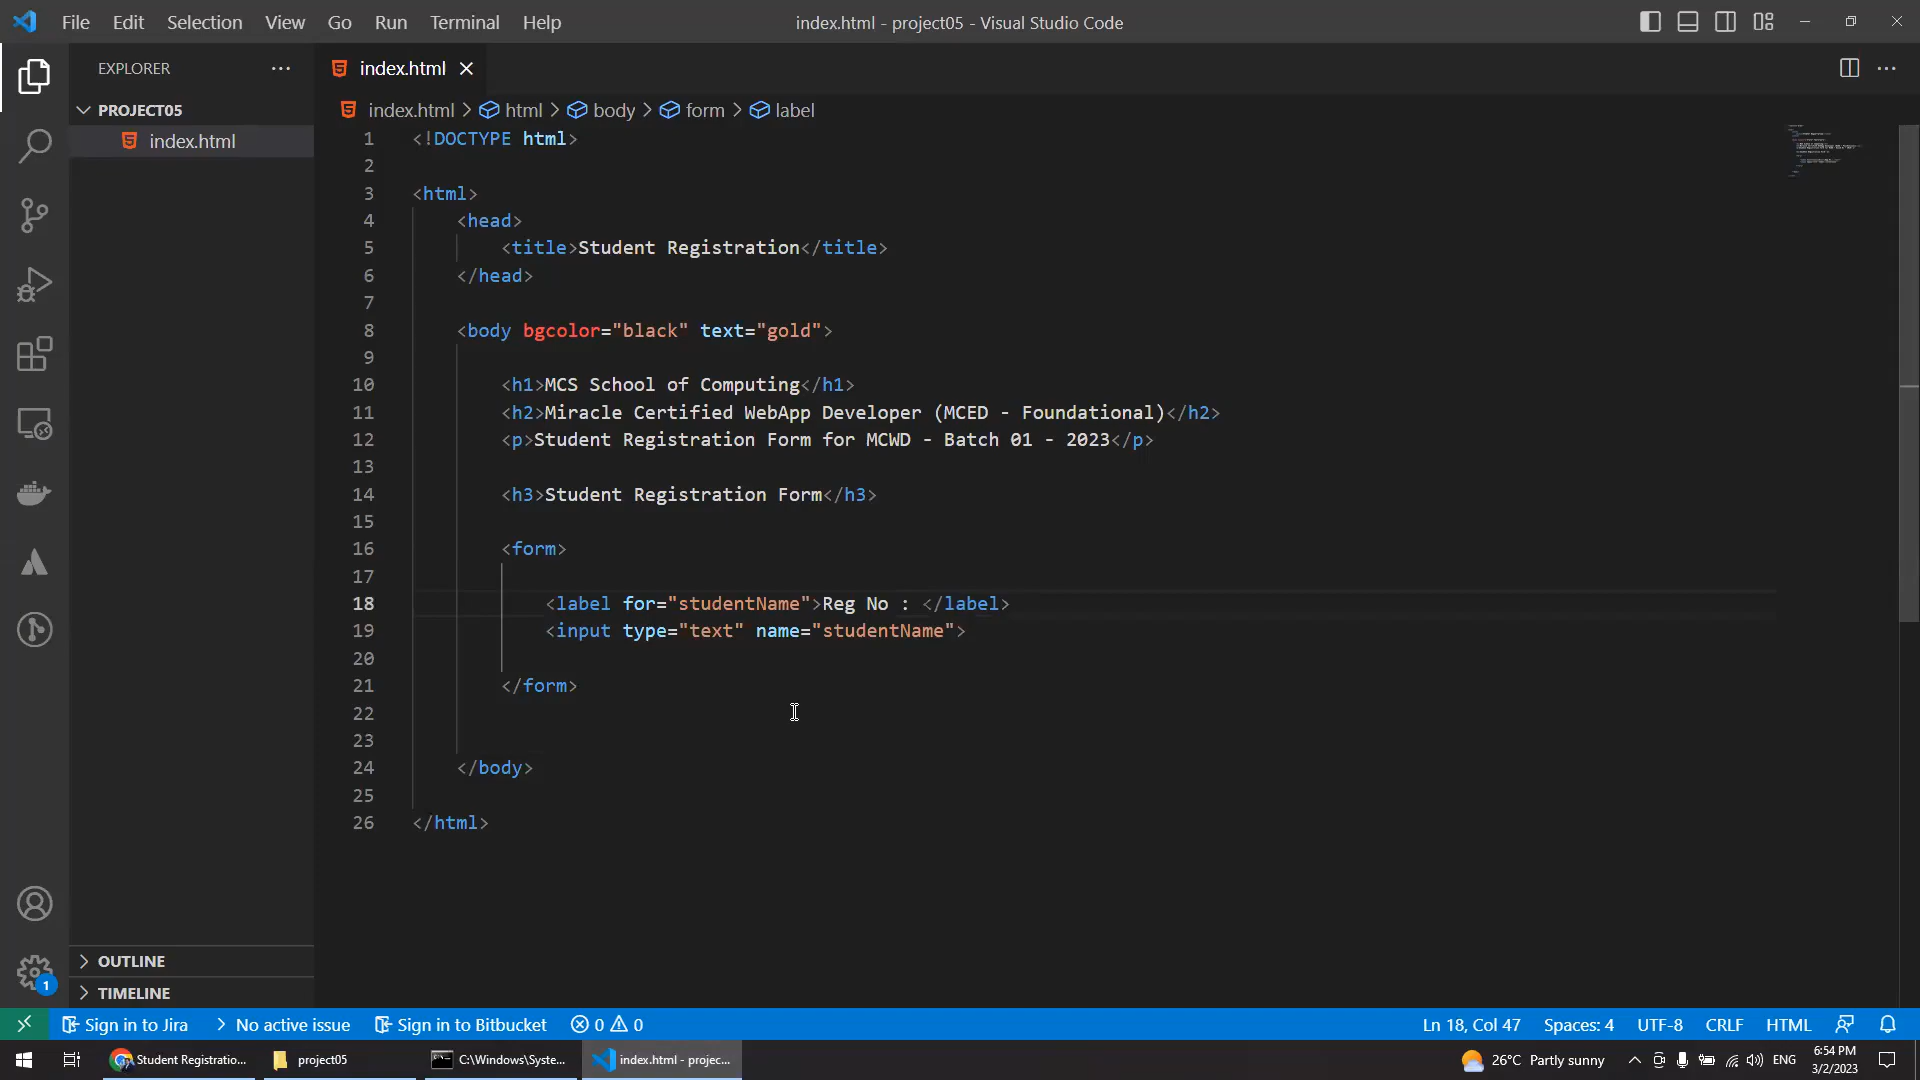 File Edit Selection View Go Run Terminal Help
index.html - project05 - Visual Studio Code
EXPLORER
index.html
PROJECT05
index.html
index.html > html > body > form > label
1 <!DOCTYPE html>
2
3 <html>
4 <head>
5 <title>Student Registration</title>
6 </head>
7
8 <body bgcolor="black" text="gold">
9
10 <h1>MCS School of Computing</h1>
11 <h2>Miracle Certified WebApp Developer (MCED - Foundational)</h2>
12 <p>Student Registration Form for MCWD - Batch 01 - 2023</p>
13
14 <h3>Student Registration Form</h3>
15
16 <form>
17
18 <label for="studentName">Reg No : </label>
19 <input type="text" name="studentName">
20
21 </form>
22
23
24 </body>
25
26 </html>
OUTLINE
TIMELINE
1
Sign in to Jira > No active issue Sign in to Bitbucket 0 0
Ln 18, Col 47 Spaces: 4 UTF-8 CRLF HTML
Student Registratio... project05 C:\Windows\Syste... index.html - projec...
26°C Partly sunny ENG 6:54 PM
3/2/2023